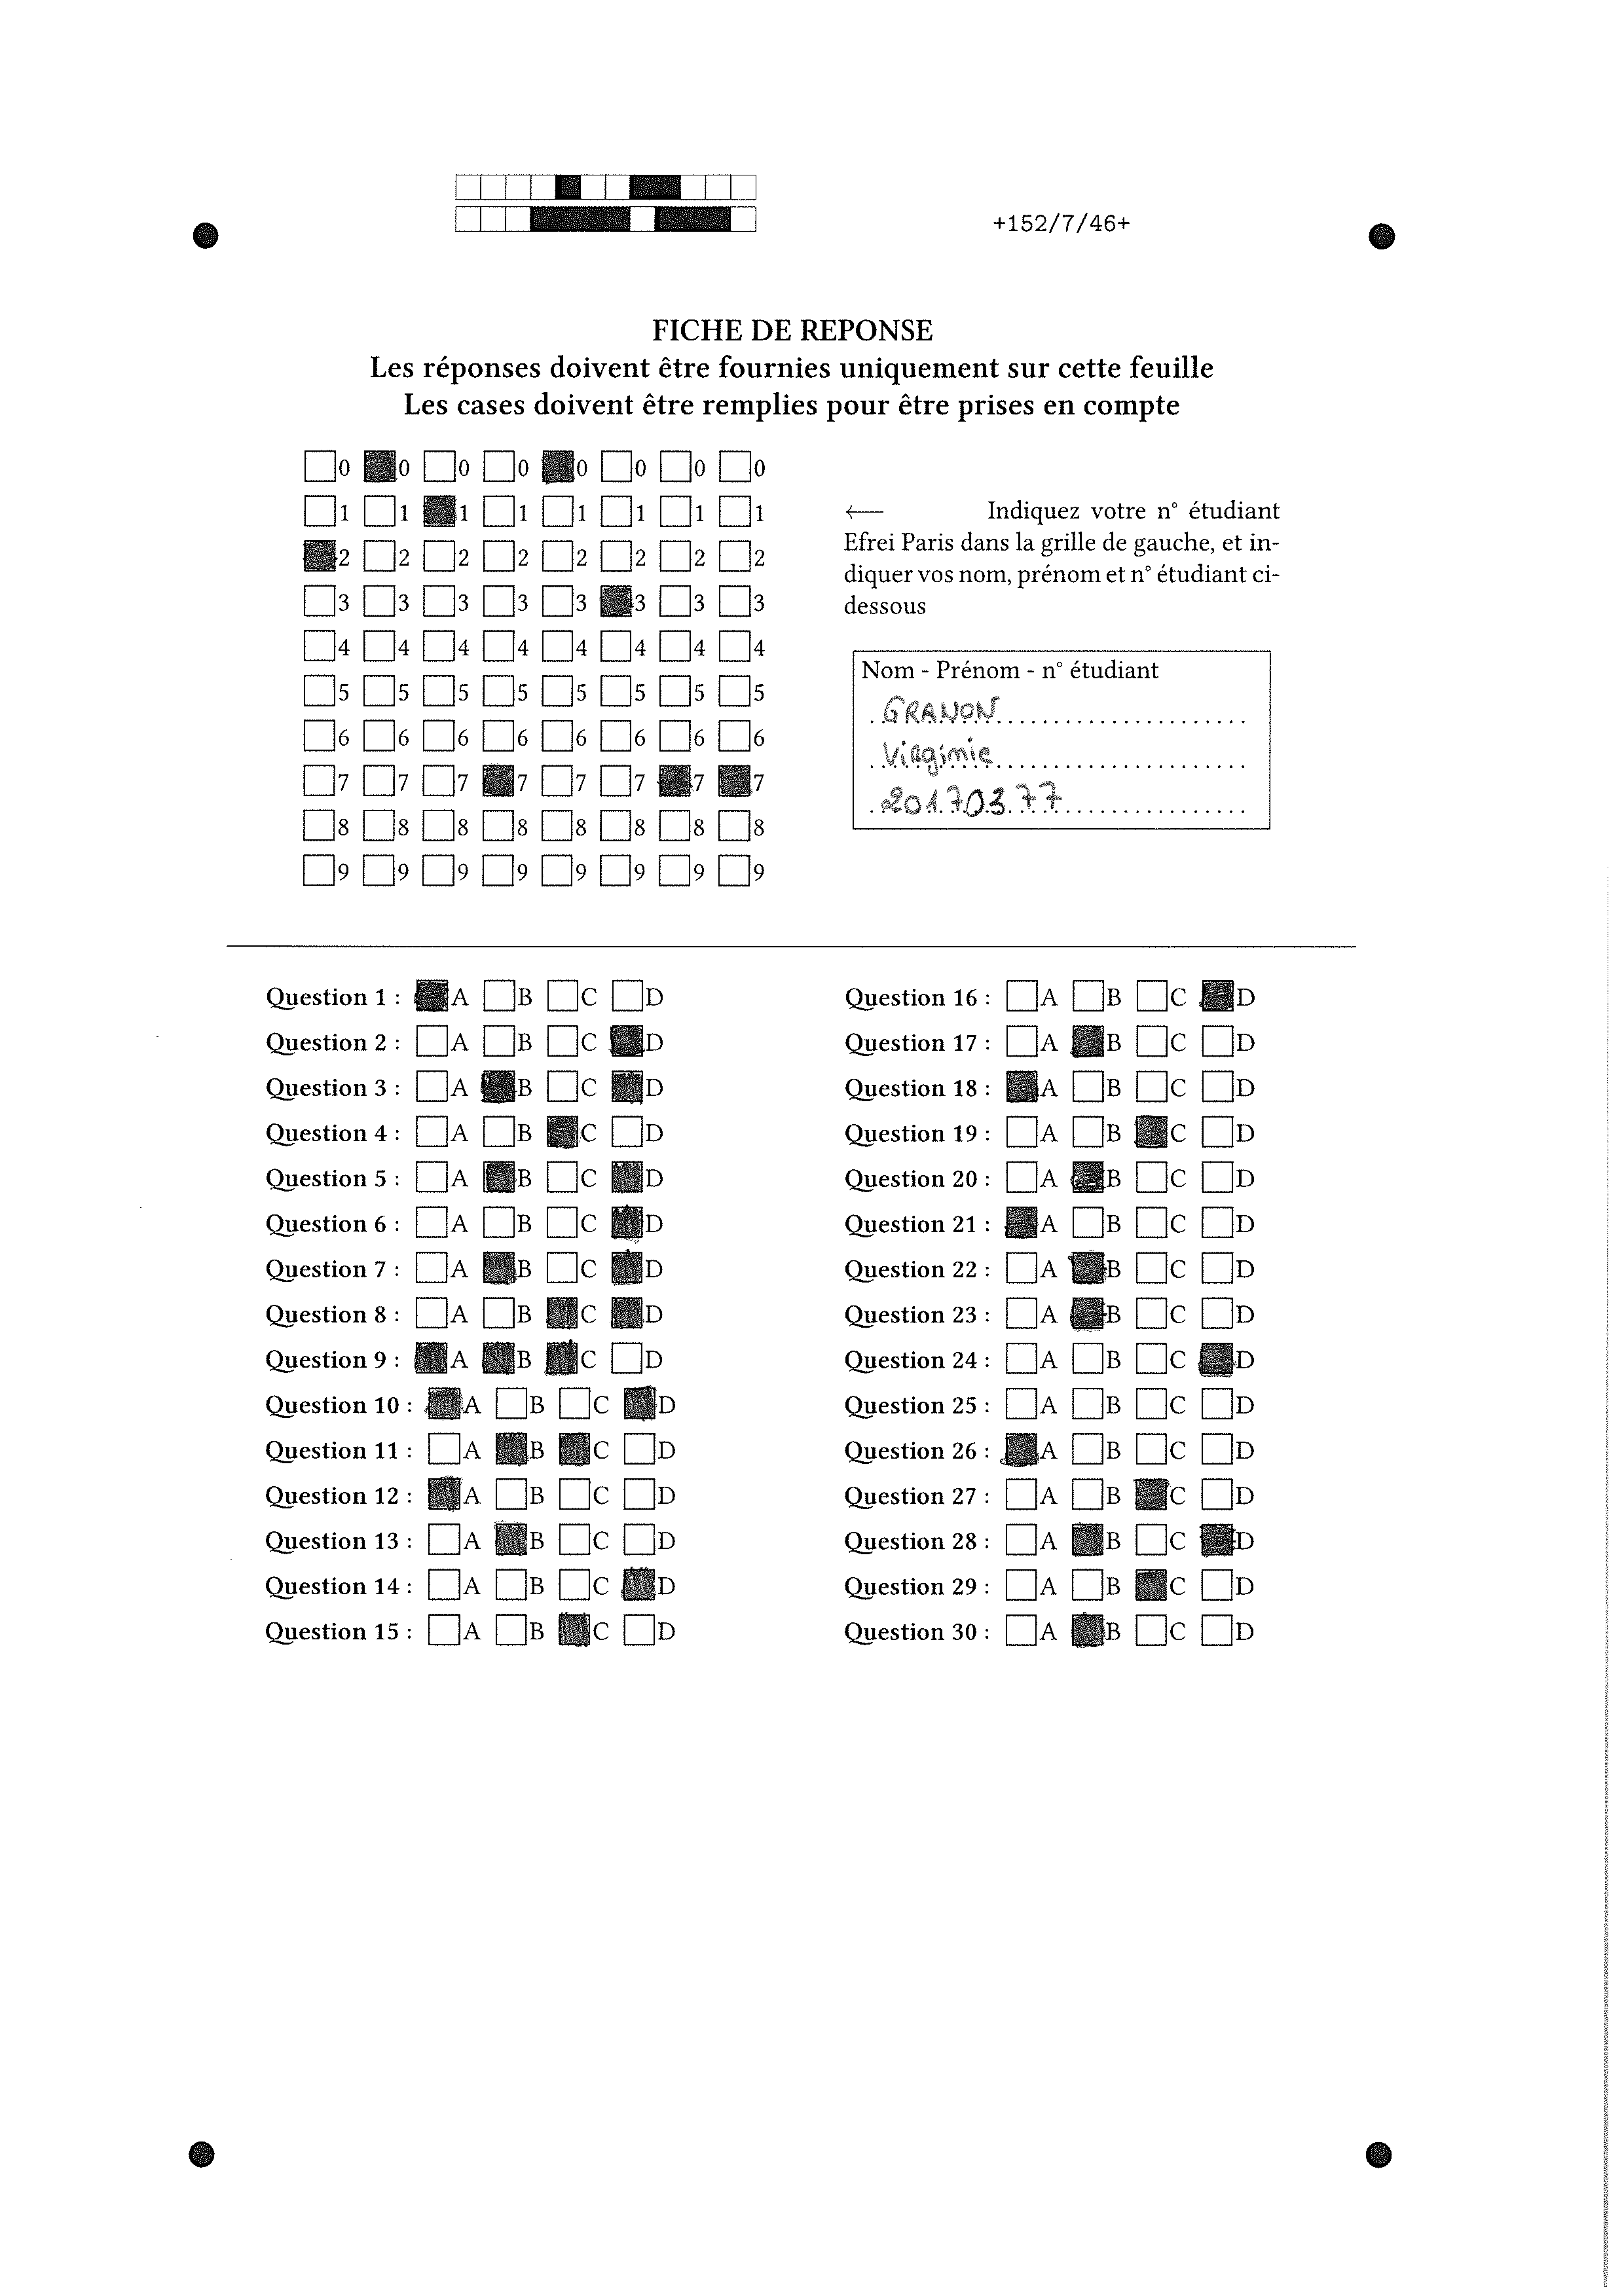 +152/7/46+
FICHE DE REPONSE
Les réponses doivent être fournies uniquement sur cette feuille
Les cases doivent être remplies pour être prises en compte
0 0 0 0 0 0 0 0
1 1 1 1 1 1 1 1
2 2 2 2 2 2 2 2
3 3 3 3 3 3 3 3
4 4 4 4 4 4 4 4
5 5 5 5 5 5 5 5
6 6 6 6 6 6 6 6
7 7 7 7 7 7 7 7
8 8 8 8 8 8 8 8
9 9 9 9 9 9 9 9
← Indiquez votre n° étudiant
Efrei Paris dans la grille de gauche, et in-
diquer vos nom, prénom et n° étudiant ci-
dessous
Nom - Prénom - n° étudiant
GRANON
Virginie
20170377
Question 1 : A B C D
Question 2 : A B C D
Question 3 : A B C D
Question 4 : A B C D
Question 5 : A B C D
Question 6 : A B C D
Question 7 : A B C D
Question 8 : A B C D
Question 9 : A B C D
Question 10 : A B C D
Question 11 : A B C D
Question 12 : A B C D
Question 13 : A B C D
Question 14 : A B C D
Question 15 : A B C D
Question 16 : A B C D
Question 17 : A B C D
Question 18 : A B C D
Question 19 : A B C D
Question 20 : A B C D
Question 21 : A B C D
Question 22 : A B C D
Question 23 : A B C D
Question 24 : A B C D
Question 25 : A B C D
Question 26 : A B C D
Question 27 : A B C D
Question 28 : A B C D
Question 29 : A B C D
Question 30 : A B C D